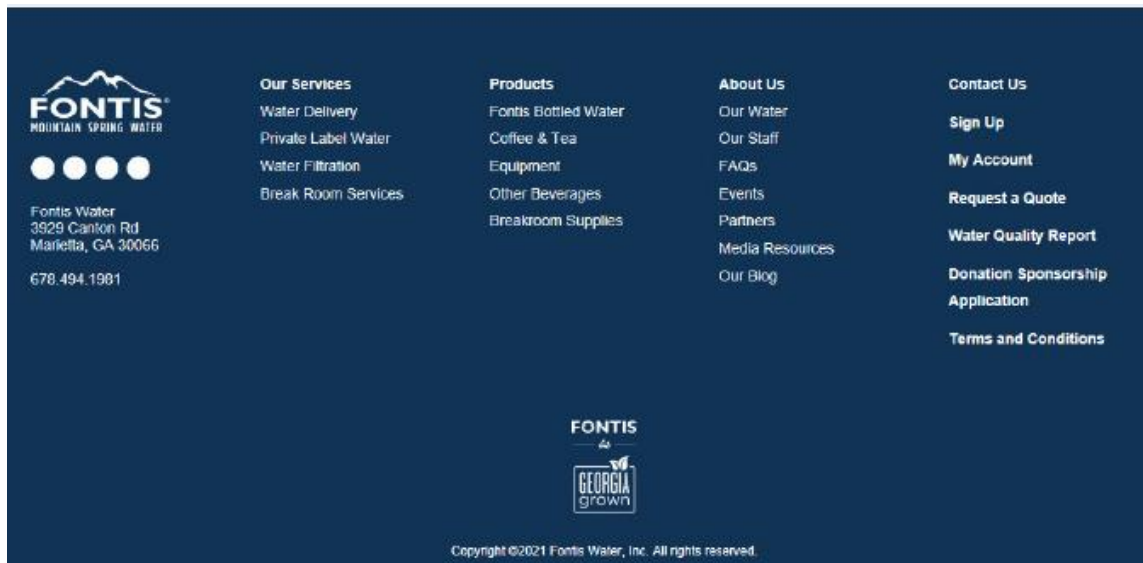 FONTIS®
MOUNTAIN SPRING WATER
Fontis Water
3929 Canton Rd
Marietta, GA 30066
678.494.1981
Our Services
Water Delivery
Private Label Water
Water Filtration
Break Room Services
Products
Fontis Bottled Water
Coffee & Tea
Equipment
Other Beverages
Breakroom Supplies
About Us
Our Water
Our Staff
FAQs
Events
Partners
Media Resources
Our Blog
Contact Us
Sign Up
My Account
Request a Quote
Water Quality Report
Donation Sponsorship
Application
Terms and Conditions
FONTIS
is
GEORGIA
grown
Copyright ©2021 Fontis Water, Inc. All rights reserved.